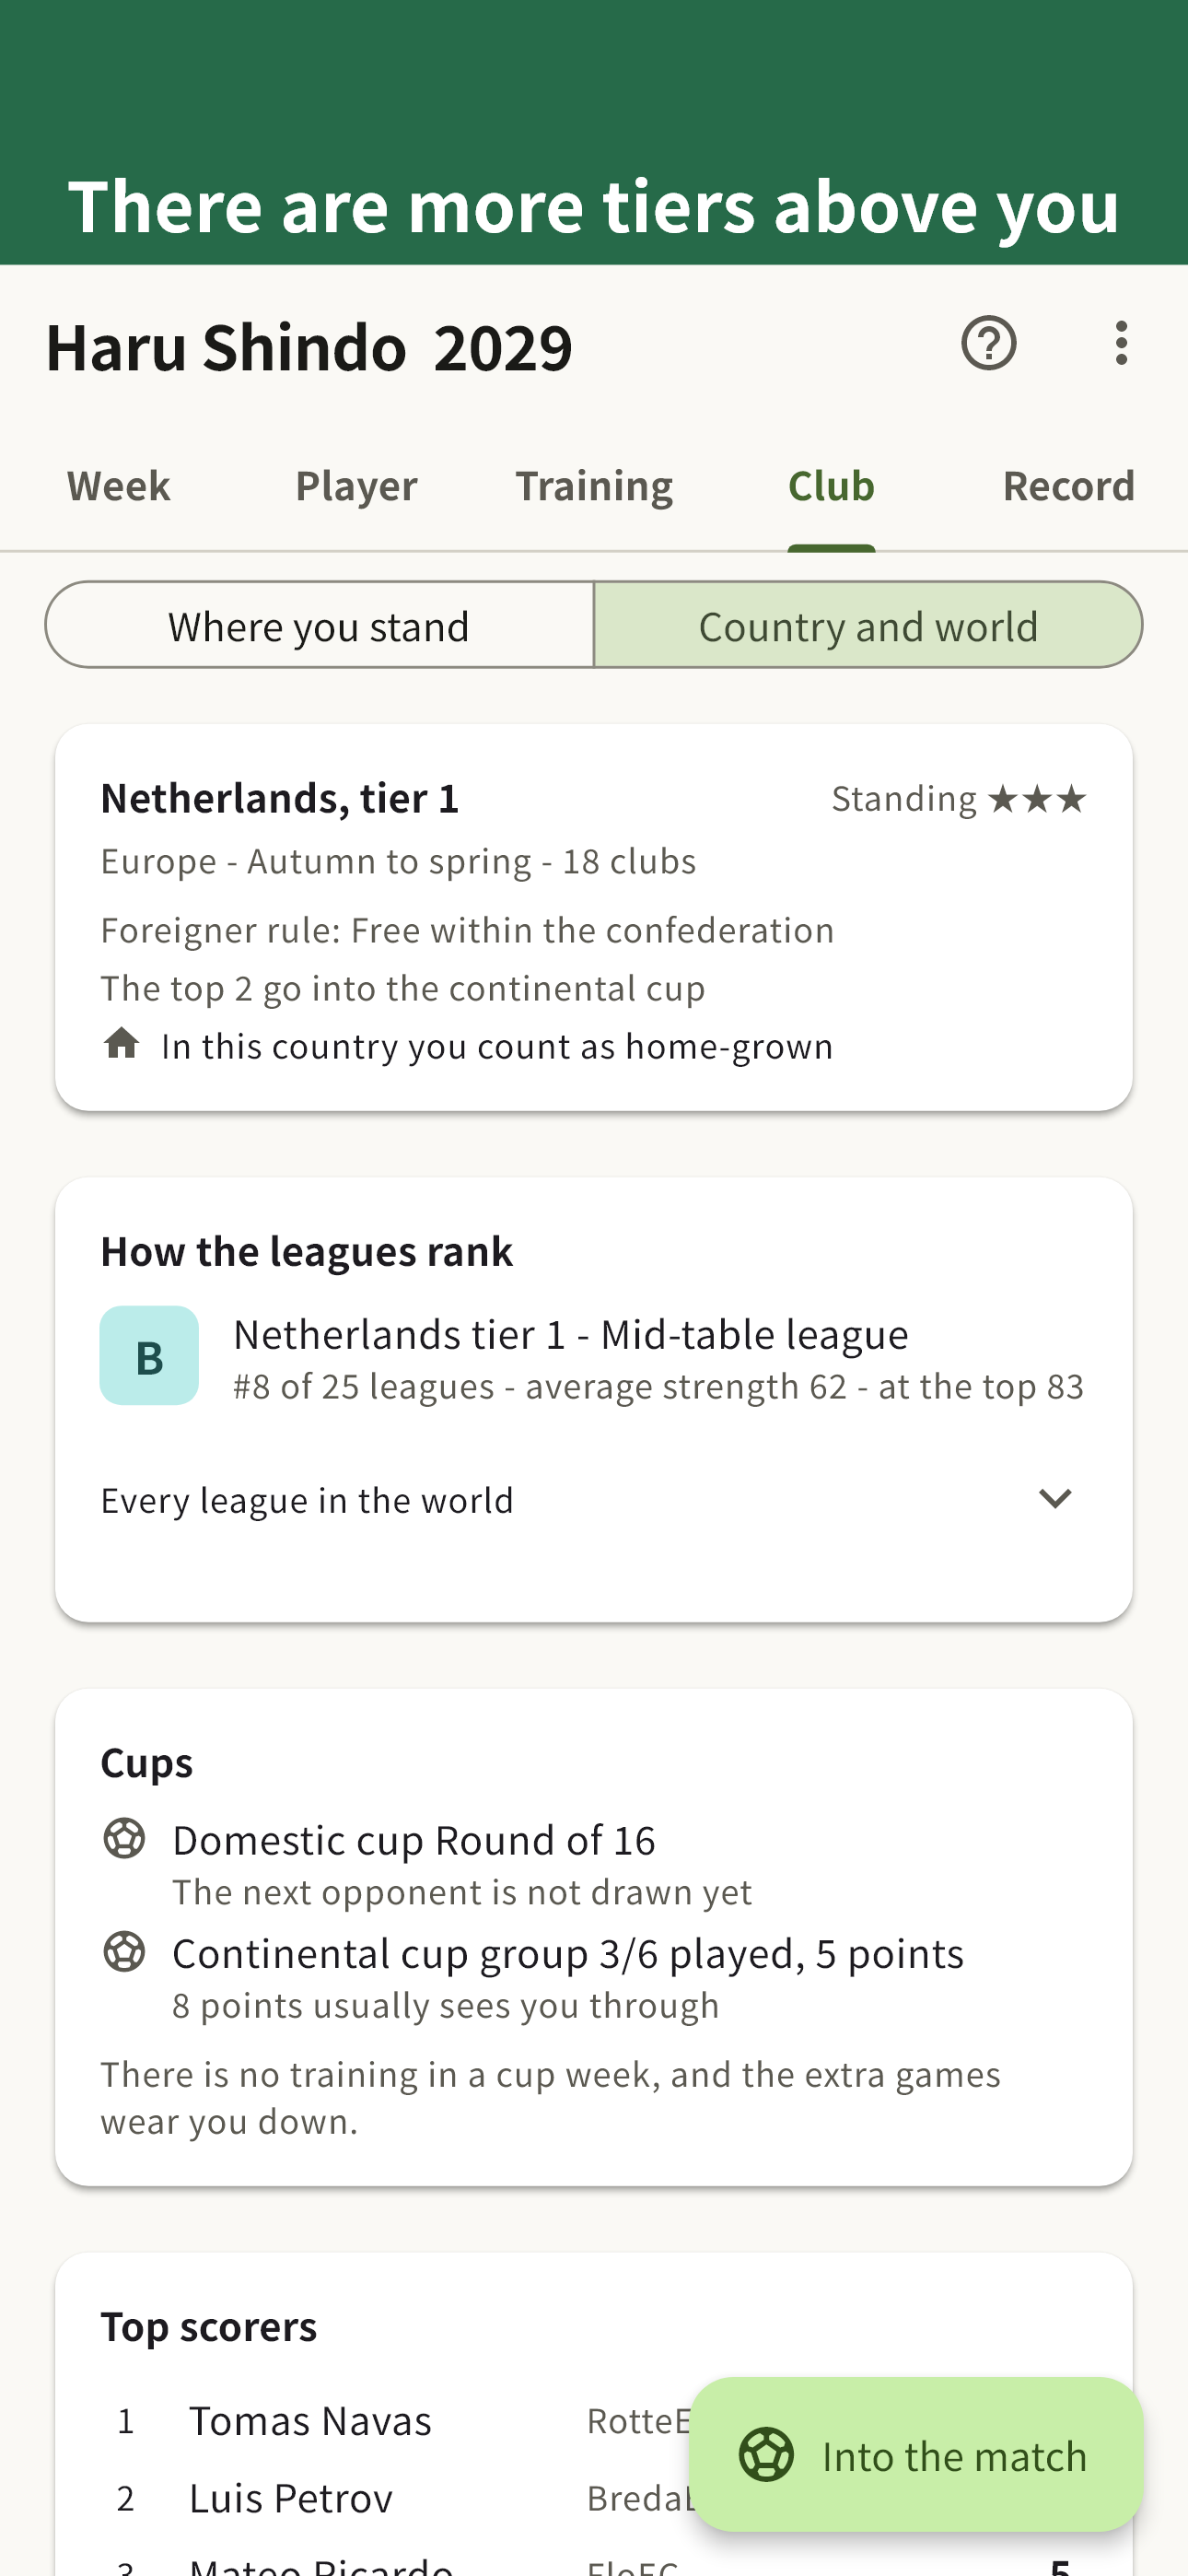 There are more tiers above you
Haru Shindo 2029
Week Player Training Club Record
Where you stand Country and world
Netherlands, tier 1 Standing ★★★
Europe - Autumn to spring - 18 clubs
Foreigner rule: Free within the confederation
The top 2 go into the continental cup
In this country you count as home-grown
How the leagues rank
B
Netherlands tier 1 - Mid-table league
#8 of 25 leagues - average strength 62 - at the top 83
Every league in the world
Cups
Domestic cup Round of 16
The next opponent is not drawn yet
Continental cup group 3/6 played, 5 points
8 points usually sees you through
There is no training in a cup week, and the extra games
wear you down.
Top scorers
1 Tomas Navas
2 Luis Petrov
Into the match
3 Mateo Ricardo 5